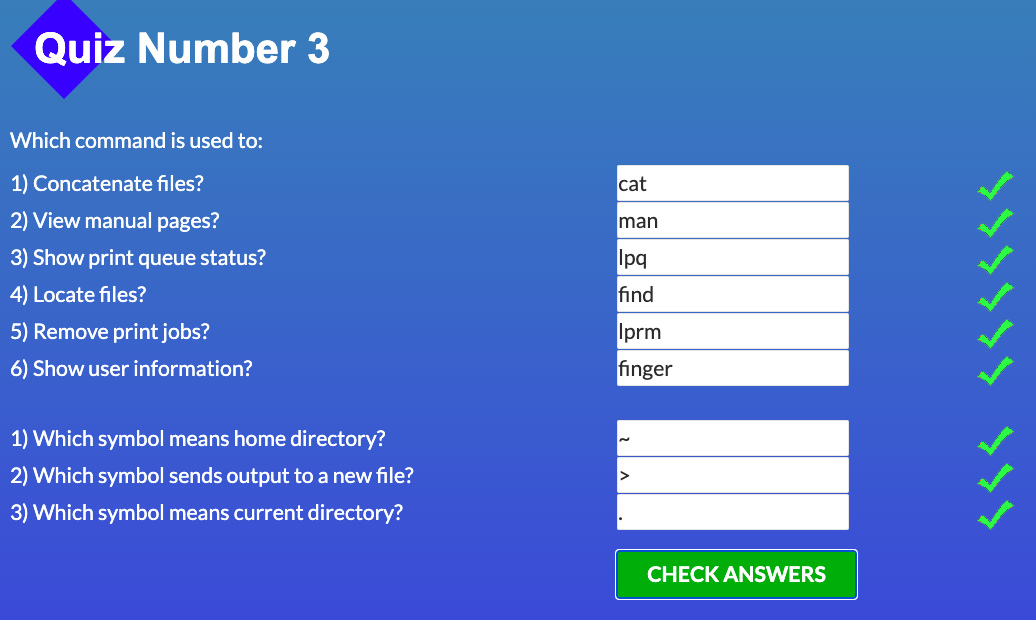 Quiz Number 3
Which command is used to:
1) Concatenate files? cat
2) View manual pages? man
3) Show print queue status? lpq
4) Locate files? find
5) Remove print jobs? lprm
6) Show user information? finger
1) Which symbol means home directory? ~
2) Which symbol sends output to a new file? >
3) Which symbol means current directory? .
CHECK ANSWERS